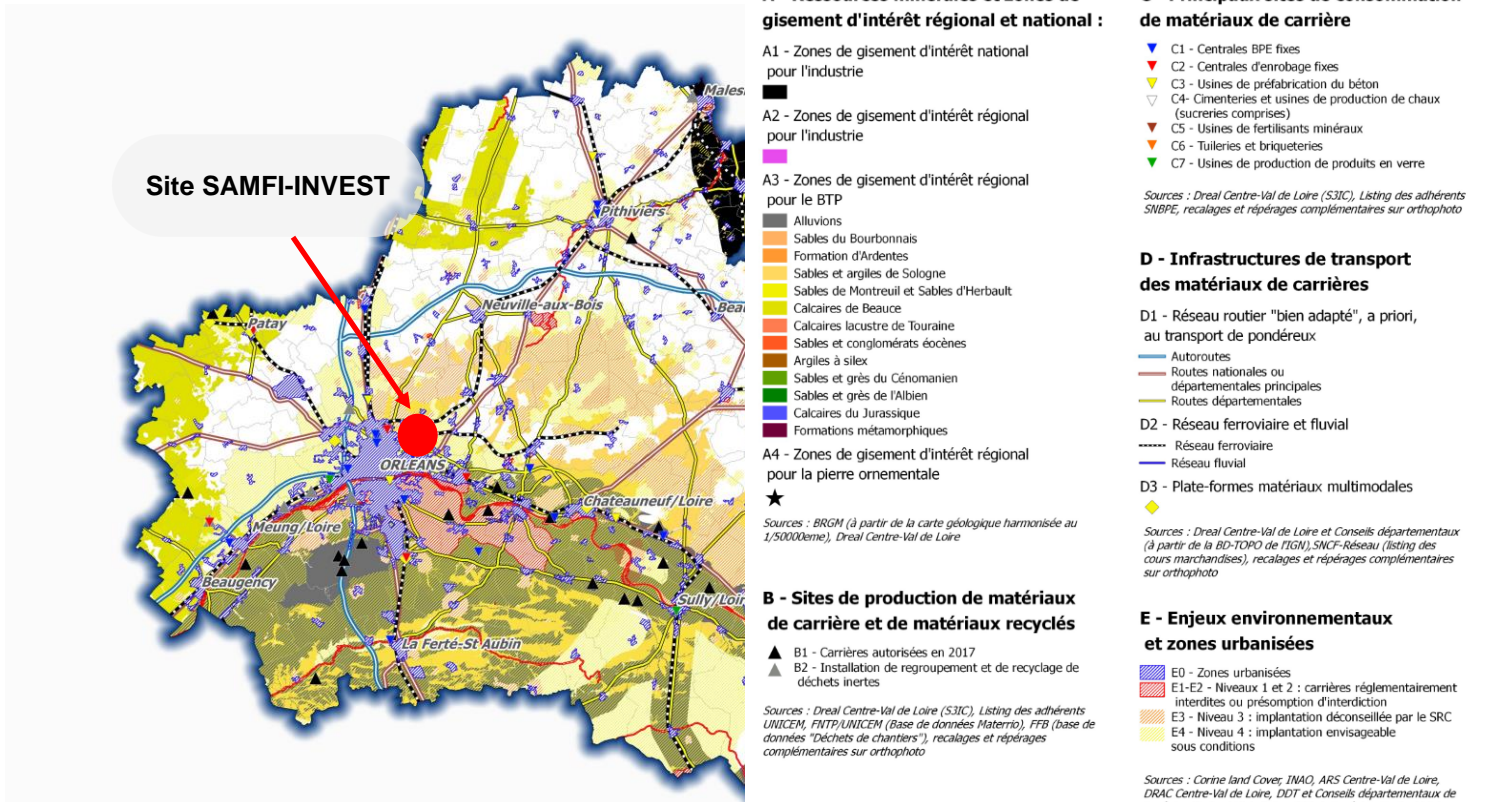 Site SAMFI-INVEST
Patay
Pithiviers
Neuville-aux-Bois
ORLEANS
Chateauneuf/Loire
Meung/Loire
Beaugency
Sully/Loir
La Ferté-St Aubin
gisement d'intérêt régional et national :
A1 - Zones de gisement d'intérêt national
pour l'industrie
A2 - Zones de gisement d'intérêt régional
pour l'industrie
A3 - Zones de gisement d'intérêt régional
pour le BTP
Alluvions
Sables du Bourbonnais
Formation d'Ardentes
Sables et argiles de Sologne
Sables de Montreuil et Sables d'Herbault
Calcaires de Beauce
Calcaires lacustre de Touraine
Sables et conglomérats éocènes
Argiles à silex
Sables et grès du Cénomanien
Sables et grès de l'Albien
Calcaires du Jurassique
Formations métamorphiques
A4 - Zones de gisement d'intérêt régional
pour la pierre ornementale
Sources : BRGM (à partir de la carte géologique harmonisée au
1/50000eme), Dreal Centre-Val de Loire
B - Sites de production de matériaux
de carrière et de matériaux recyclés
B1 - Carrières autorisées en 2017
B2 - Installation de regroupement et de recyclage de
déchets inertes
Sources : Dreal Centre-Val de Loire (S3IC), Listing des adhérents
UNICEM, FNTP/UNICEM (Base de données Materrio), FFB (base de
données "Déchets de chantiers"), recalages et répérages
complémentaires sur orthophoto
de matériaux de carrière
C1 - Centrales BPE fixes
C2 - Centrales d'enrobage fixes
C3 - Usines de préfabrication du béton
C4- Cimenteries et usines de production de chaux
(sucreries comprises)
C5 - Usines de fertilisants minéraux
C6 - Tuileries et briqueteries
C7 - Usines de production de produits en verre
Sources : Dreal Centre-Val de Loire (S3IC), Listing des adhérents
SNBPE, recalages et répérages complémentaires sur orthophoto
D - Infrastructures de transport
des matériaux de carrières
D1 - Réseau routier "bien adapté", a priori,
au transport de pondéreux
Autoroutes
Routes nationales ou
départementales principales
Routes départementales
D2 - Réseau ferroviaire et fluvial
Réseau ferroviaire
Réseau fluvial
D3 - Plate-formes matériaux multimodales
Sources : Dreal Centre-Val de Loire et Conseils départementaux
(à partir de la BD-TOPO de l'IGN),SNCF-Réseau (listing des
cours marchandises), recalages et répérages complémentaires
sur orthophoto
E - Enjeux environnementaux
et zones urbanisées
E0 - Zones urbanisées
E1-E2 - Niveaux 1 et 2 : carrières réglementairement
interdites ou présomption d'interdiction
E3 - Niveau 3 : implantation déconseillée par le SRC
E4 - Niveau 4 : implantation envisageable
sous conditions
Sources : Corine land Cover, INAO, ARS Centre-Val de Loire,
DRAC Centre-Val de Loire, DDT et Conseils départementaux de